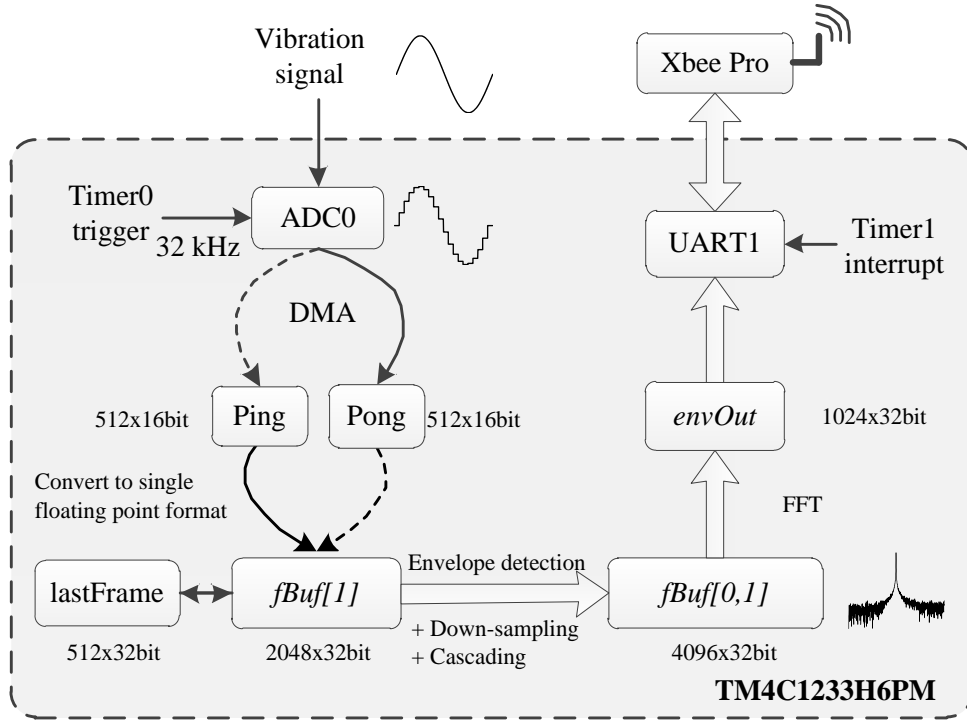 Vibration
signal
Xbee Pro
Timer0
trigger
32 kHz
ADC0
UART1
Timer1
interrupt
DMA
512x16bit
Ping
Pong
512x16bit
envOut
1024x32bit
Convert to single
floating point format
FFT
lastFrame
fBuf[1]
Envelope detection
fBuf[0,1]
+ Down-sampling
+ Cascading
512x32bit
2048x32bit
4096x32bit
TM4C1233H6PM